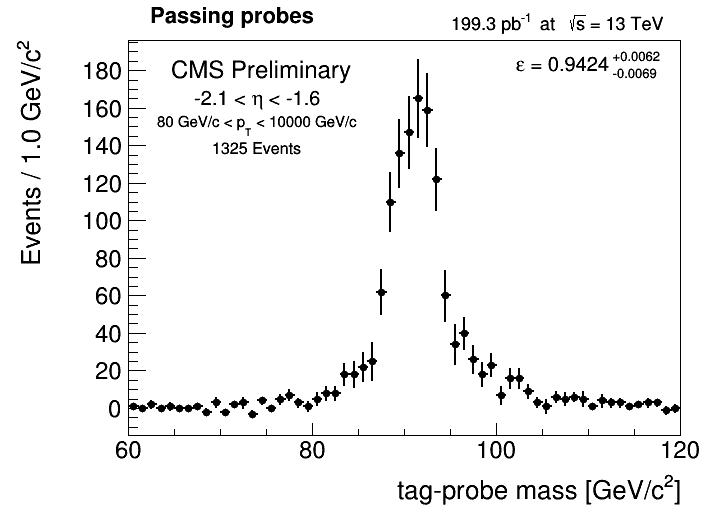 Passing probes
199.3 pb⁻¹ at √s = 13 TeV
CMS Preliminary
-2.1 < η < -1.6
80 GeV/c < p_T < 10000 GeV/c
1325 Events
ε = 0.9424 +0.0062 -0.0069
Events / 1.0 GeV/c²
180
160
140
120
100
80
60
40
20
0
60 80 100 120
tag-probe mass [GeV/c²]